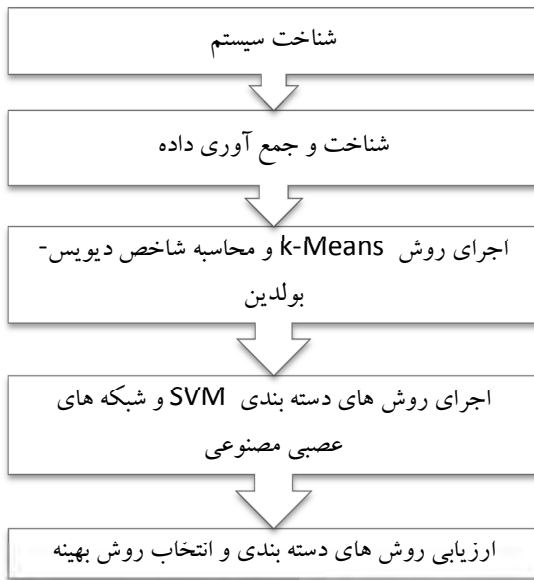 شناخت سیستم
شناخت و جمع آوری داده
اجرای روش k-Means و محاسبه شاخص دیویس-
بولدین
اجرای روش های دسته بندی SVM و شبکه های
عصبی مصنوعی
ارزیابی روش های دسته بندی و انتخاب روش بهینه